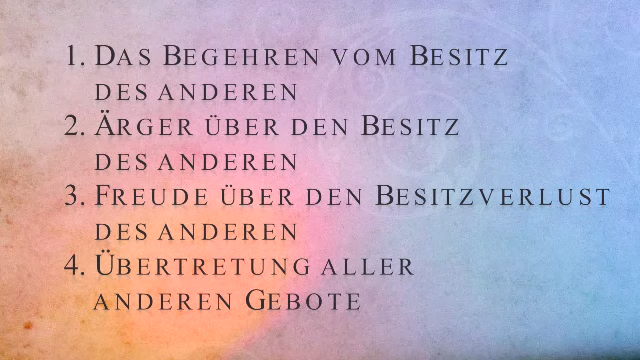 1. Das Begehren vom Besitz
des anderen
2. Ärger über den Besitz
des anderen
3. Freude über den Besitzverlust
des anderen
4. Übertretung aller
anderen Gebote